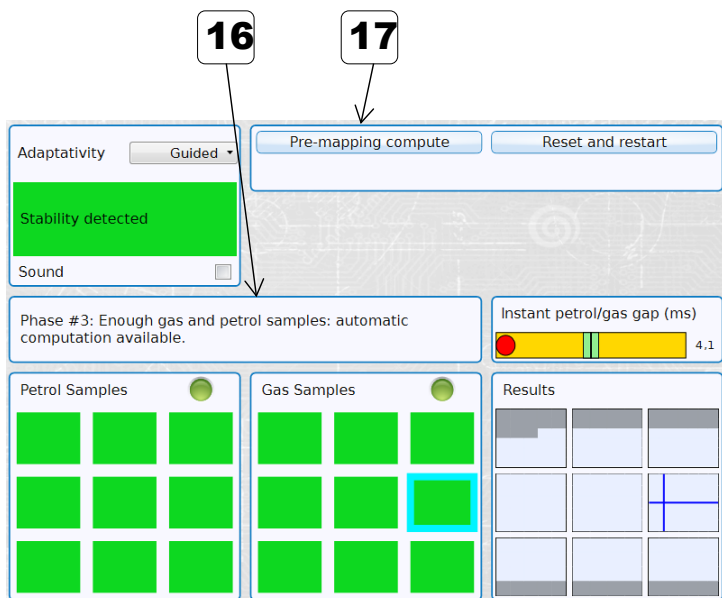 16
17
Adaptativity
Guided
Pre-mapping compute
Reset and restart
Stability detected
Sound
Phase #3: Enough gas and petrol samples: automatic
computation available.
Instant petrol/gas gap (ms)
4,1
Petrol Samples
Gas Samples
Results